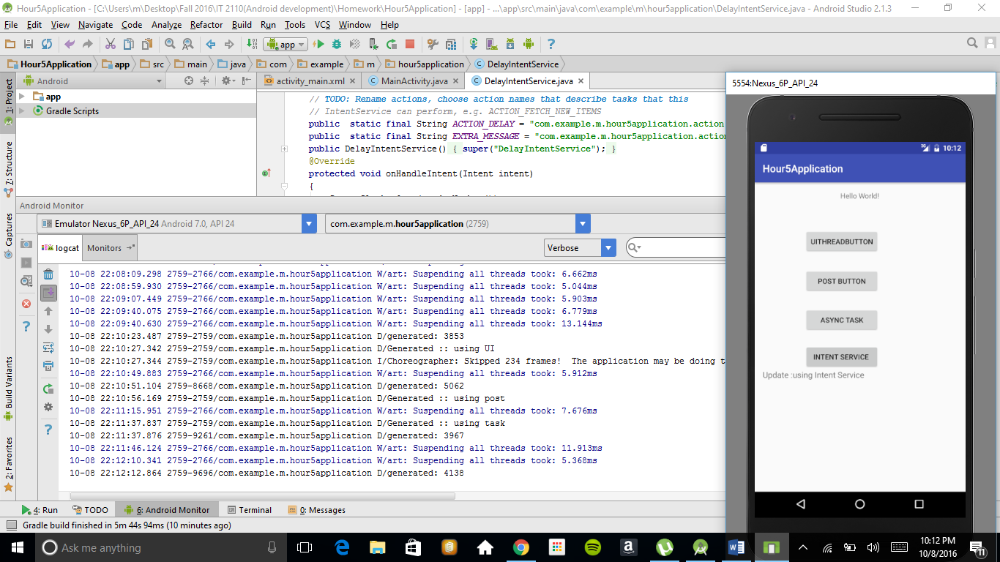 Hour5Application - [C:\Users\m\Desktop\Fall 2016\IT 2110(Android development)\Homework\Hour5Application] - [app] - ...\app\src\main\java\com\example\m\hour5application\DelayIntentService.java - Android Studio 2.1.3
File Edit View Navigate Code Analyze Refactor Build Run Tools VCS Window Help
app
Hour5Application app src main java com example m hour5application DelayIntentService
Android
activity_main.xml MainActivity.java DelayIntentService.java
1: Project
7: Structure
Captures
Build Variants
2: Favorites
app
Gradle Scripts
// TODO: Rename actions, choose action names that describe tasks that this
// IntentService can perform, e.g. ACTION_FETCH_NEW_ITEMS
public static final String ACTION_DELAY = "com.example.m.hour5application.action
public static final String EXTRA_MESSAGE = "com.example.m.hour5application.action
public DelayIntentService() { super("DelayIntentService"); }
@Override
protected void onHandleIntent(Intent intent)
{
Android Monitor
Emulator Nexus_6P_API_24 Android 7.0, API 24
com.example.m.hour5application (2759)
logcat Monitors
Verbose
10-08 22:08:09.298 2759-2766/com.example.m.hour5application W/art: Suspending all threads took: 6.662ms
10-08 22:08:59.930 2759-2766/com.example.m.hour5application W/art: Suspending all threads took: 5.044ms
10-08 22:09:07.449 2759-2766/com.example.m.hour5application W/art: Suspending all threads took: 5.903ms
10-08 22:09:40.075 2759-2766/com.example.m.hour5application W/art: Suspending all threads took: 6.779ms
10-08 22:09:40.630 2759-2766/com.example.m.hour5application W/art: Suspending all threads took: 13.144ms
10-08 22:10:23.487 2759-2759/com.example.m.hour5application D/generated: 3853
10-08 22:10:27.342 2759-2759/com.example.m.hour5application D/Generated :: using UI
10-08 22:10:27.344 2759-2759/com.example.m.hour5application I/Choreographer: Skipped 234 frames! The application may be doing t
10-08 22:10:49.883 2759-2766/com.example.m.hour5application W/art: Suspending all threads took: 5.912ms
10-08 22:10:51.104 2759-8668/com.example.m.hour5application D/generated: 5062
10-08 22:10:56.169 2759-2759/com.example.m.hour5application D/Generated :: using post
10-08 22:11:15.951 2759-2766/com.example.m.hour5application W/art: Suspending all threads took: 7.676ms
10-08 22:11:37.837 2759-2759/com.example.m.hour5application D/Generated :: using task
10-08 22:11:37.876 2759-9261/com.example.m.hour5application D/generated: 3967
10-08 22:11:46.124 2759-2766/com.example.m.hour5application W/art: Suspending all threads took: 11.913ms
10-08 22:12:10.341 2759-2766/com.example.m.hour5application W/art: Suspending all threads took: 5.368ms
10-08 22:12:12.864 2759-9696/com.example.m.hour5application D/generated: 4138
5554:Nexus_6P_API_24
3G 10:12
Hour5Application
Hello World!
UITHREADBUTTON
POST BUTTON
ASYNC TASK
INTENT SERVICE
Update :using Intent Service
4: Run TODO 6: Android Monitor Terminal 0: Messages
Gradle build finished in 5m 44s 94ms (10 minutes ago)
Ask me anything
10:12 PM
10/8/2016
11